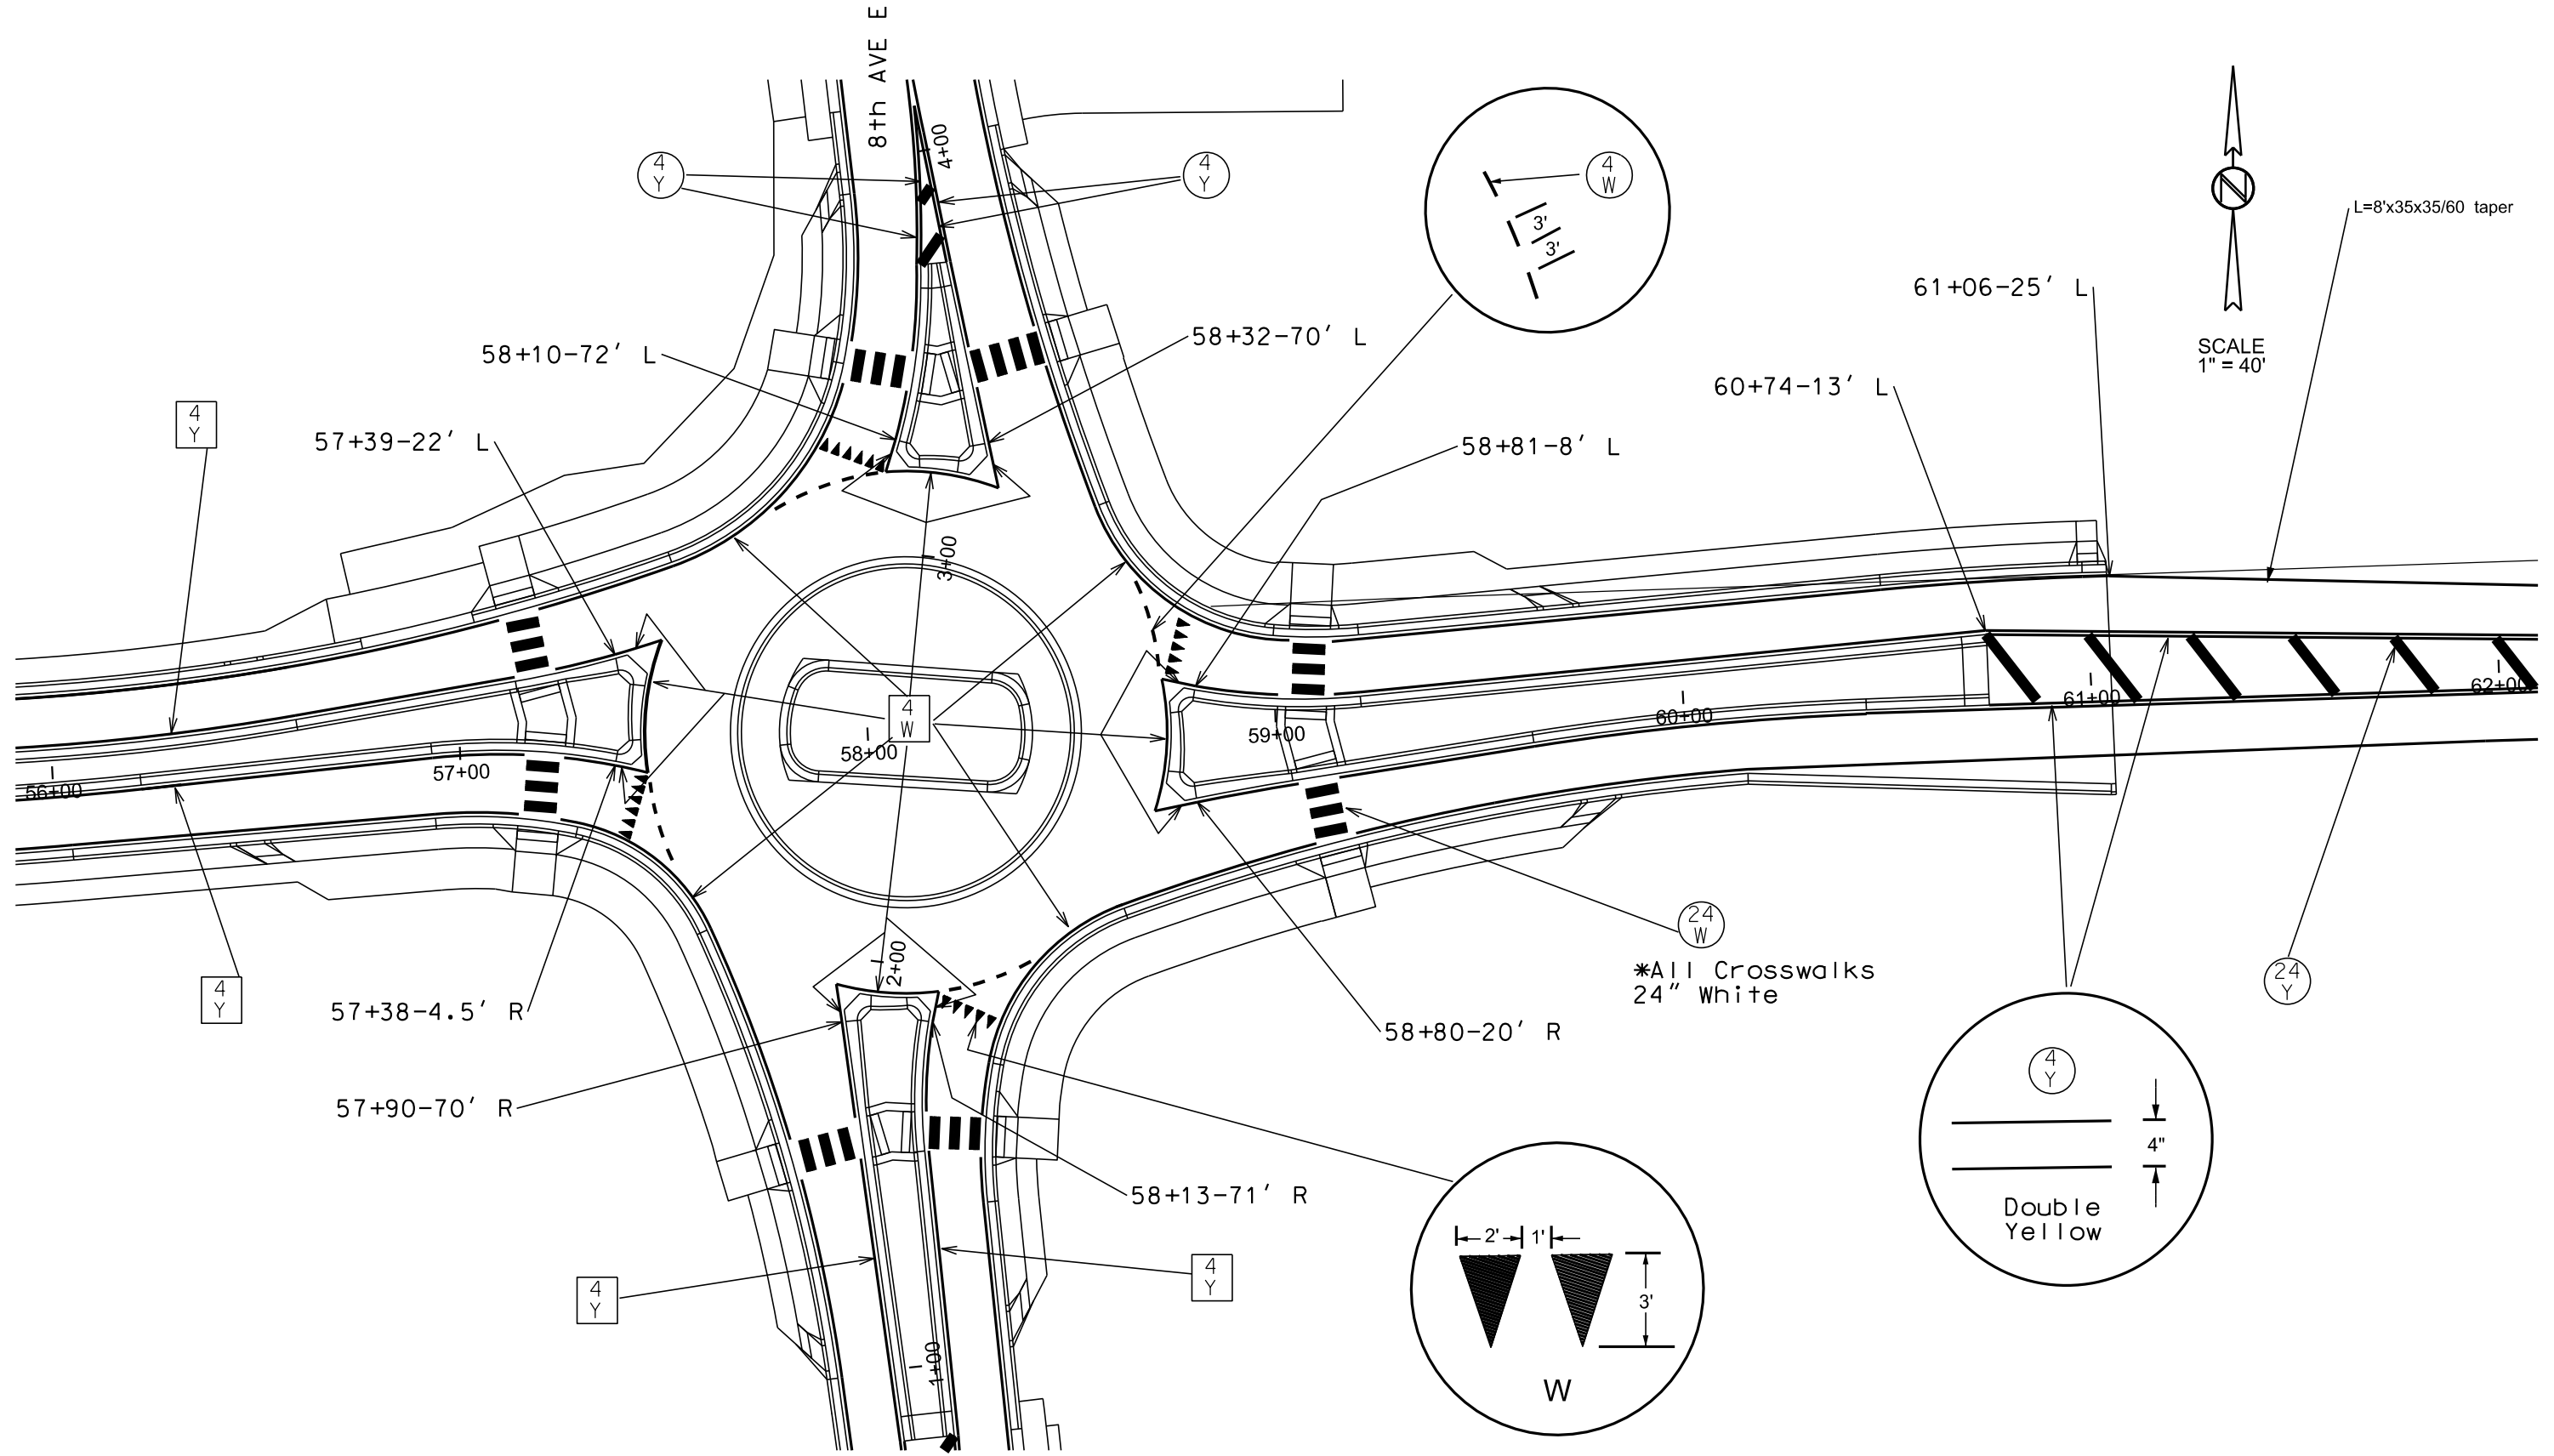 8th AVE E
4+00
4
Y
4
Y
4
W
3'
3'
N
L=8'x35x35/60 taper
61+06-25' L
SCALE
1" = 40'
58+10-72' L
58+32-70' L
60+74-13' L
4
Y
57+39-22' L
58+81-8' L
3+00
4
W
58+00
59+00
60+00
61+00
62+00
56+00
57+00
24
W
*All Crosswalks
24" White
24
Y
2+00
4
Y
57+38-4.5' R
58+80-20' R
57+90-70' R
4
Y
4"
Double
Yellow
58+13-71' R
2'
1'
3'
W
4
Y
4
Y
1+00